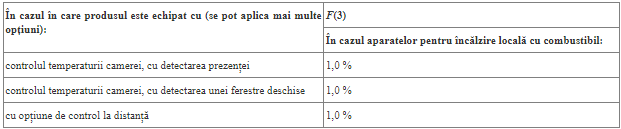 În cazul în care produsul este echipat cu (se pot aplica mai multe opțiuni):
F(3)
În cazul aparatelor pentru încălzire locală cu combustibil:
controlul temperaturii camerei, cu detectarea prezenței
1,0 %
controlul temperaturii camerei, cu detectarea unei ferestre deschise
1,0 %
cu opțiune de control la distanță
1,0 %